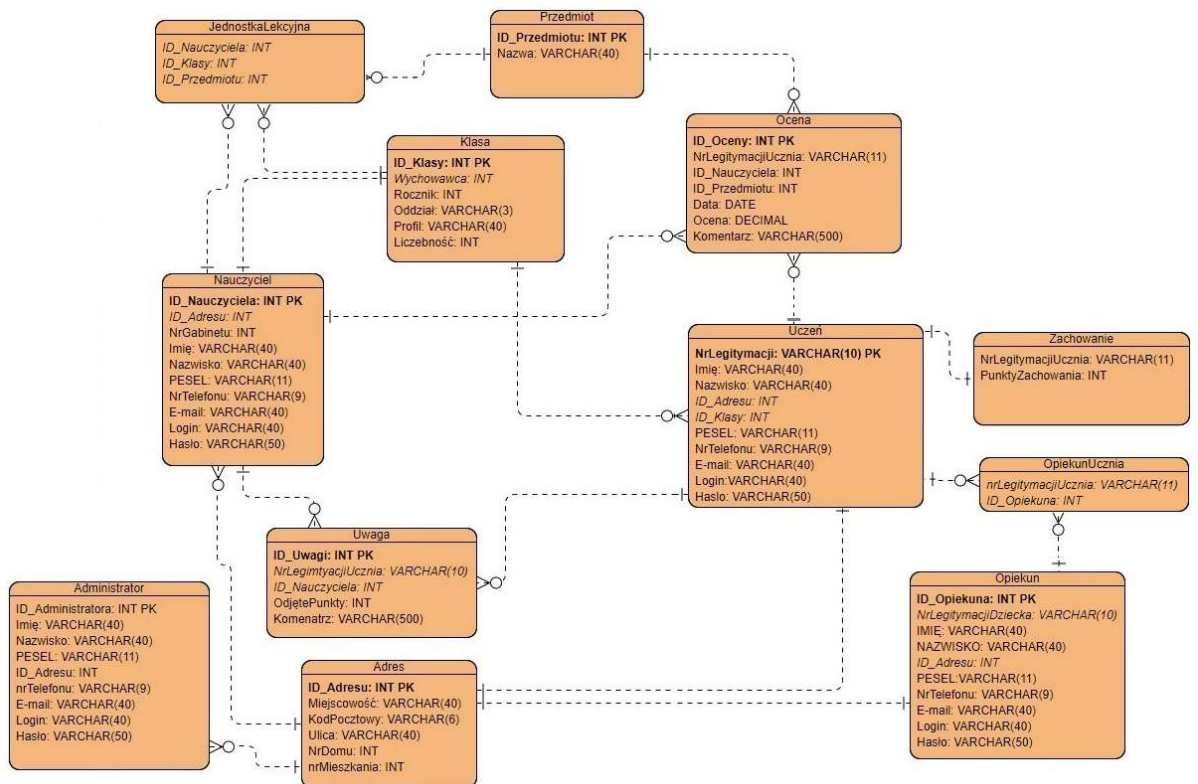 JednostkaLekcyjna
ID_Nauczyciela: INT
ID_Klasy: INT
ID_Przedmiotu: INT
Przedmiot
ID_Przedmiotu: INT PK
Nazwa: VARCHAR(40)
Klasa
ID_Klasy: INT PK
Wychowawca: INT
Rocznik: INT
Oddział: VARCHAR(3)
Profil: VARCHAR(40)
Liczebność: INT
Ocena
ID_Oceny: INT PK
NrLegitymacjiUcznia: VARCHAR(11)
ID_Nauczyciela: INT
ID_Przedmiotu: INT
Data: DATE
Ocena: DECIMAL
Komentarz: VARCHAR(500)
Nauczyciel
ID_Nauczyciela: INT PK
ID_Adresu: INT
NrGabinetu: INT
Imię: VARCHAR(40)
Nazwisko: VARCHAR(40)
PESEL: VARCHAR(11)
NrTelefonu: VARCHAR(9)
E-mail: VARCHAR(40)
Login: VARCHAR(40)
Hasło: VARCHAR(50)
Uczeń
NrLegitymacji: VARCHAR(10) PK
Imię: VARCHAR(40)
Nazwisko: VARCHAR(40)
ID_Adresu: INT
ID_Klasy: INT
PESEL: VARCHAR(11)
NrTelefonu: VARCHAR(9)
E-mail: VARCHAR(40)
Login:VARCHAR(40)
Hasło: VARCHAR(50)
Zachowanie
NrLegitymacjiUcznia: VARCHAR(11)
PunktyZachowania: INT
OpiekunUcznia
nrLegitymacjiUcznia: VARCHAR(11)
ID_Opiekuna: INT
Uwaga
ID_Uwagi: INT PK
NrLegimtyacjiUcznia: VARCHAR(10)
ID_Nauczyciela: INT
OdjętePunkty: INT
Komenatrz: VARCHAR(500)
Administrator
ID_Administratora: INT PK
Imię: VARCHAR(40)
Nazwisko: VARCHAR(40)
PESEL: VARCHAR(11)
ID_Adresu: INT
nrTelefonu: VARCHAR(9)
E-mail: VARCHAR(40)
Login: VARCHAR(40)
Hasło: VARCHAR(50)
Adres
ID_Adresu: INT PK
Miejscowość: VARCHAR(40)
KodPocztowy: VARCHAR(6)
Ulica: VARCHAR(40)
NrDomu: INT
nrMieszkania: INT
Opiekun
ID_Opiekuna: INT PK
NrLegitymacjiDziecka: VARCHAR(10)
IMIĘ: VARCHAR(40)
NAZWISKO: VARCHAR(40)
ID_Adresu: INT
PESEL:VARCHAR(11)
NrTelefonu: VARCHAR(9)
E-mail: VARCHAR(40)
Login: VARCHAR(40)
Hasło: VARCHAR(50)